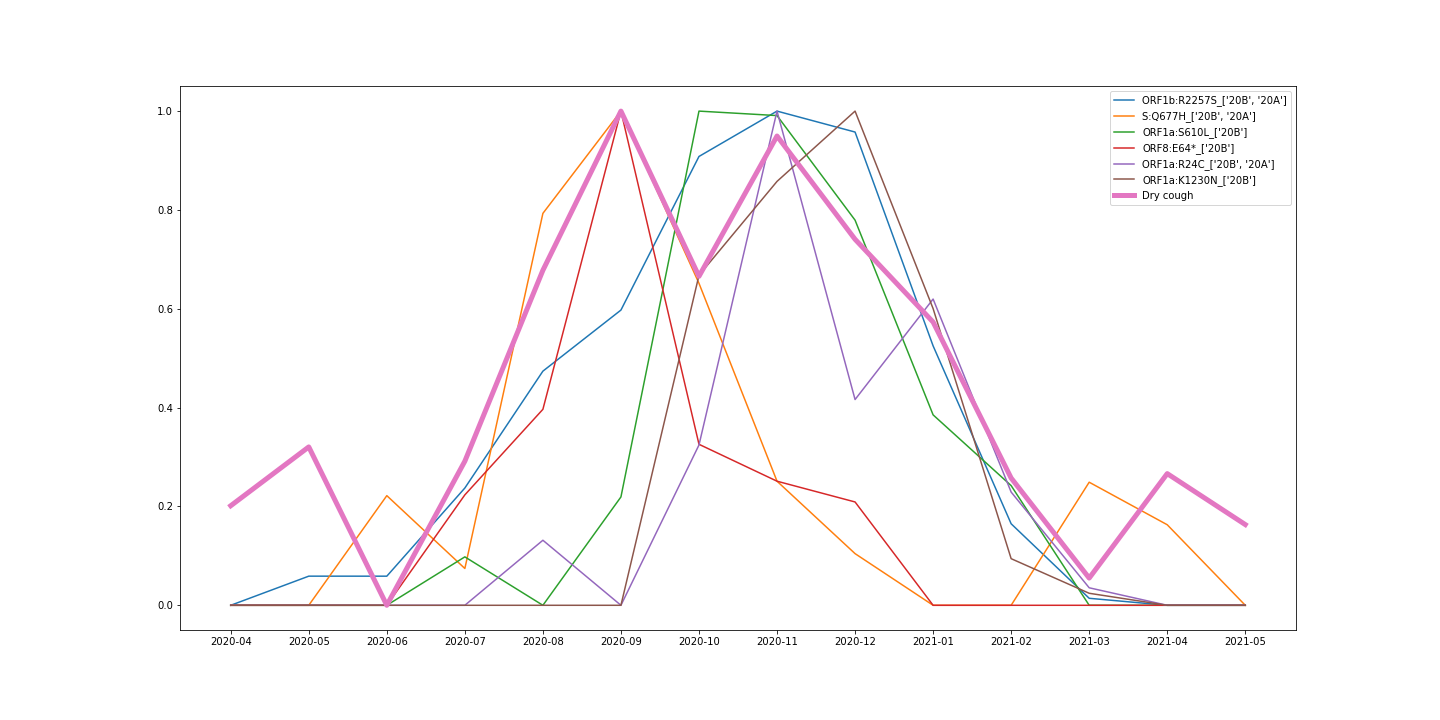 1.0
0.8
0.6
0.4
0.2
0.0
2020-04 2020-05 2020-06 2020-07 2020-08 2020-09 2020-10 2020-11 2020-12 2021-01 2021-02 2021-03 2021-04 2021-05
ORF1b:R2257S_['20B', '20A']
S:Q677H_['20B', '20A']
ORF1a:S610L_['20B']
ORF8:E64*_['20B']
ORF1a:R24C_['20B', '20A']
ORF1a:K1230N_['20B']
Dry cough